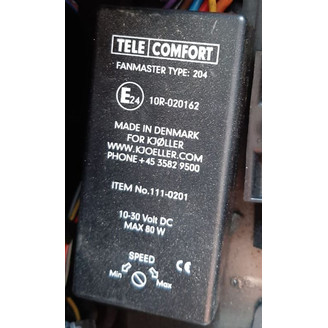 TELE COMFORT
FANMASTER TYPE: 204
E24 10R-020162
MADE IN DENMARK
FOR KJØLLER
WWW.KJOELLER.COM
PHONE +45 3582 9500
ITEM No.111-0201
10-30 Volt DC
MAX 80 W
SPEED
Min Max
CE